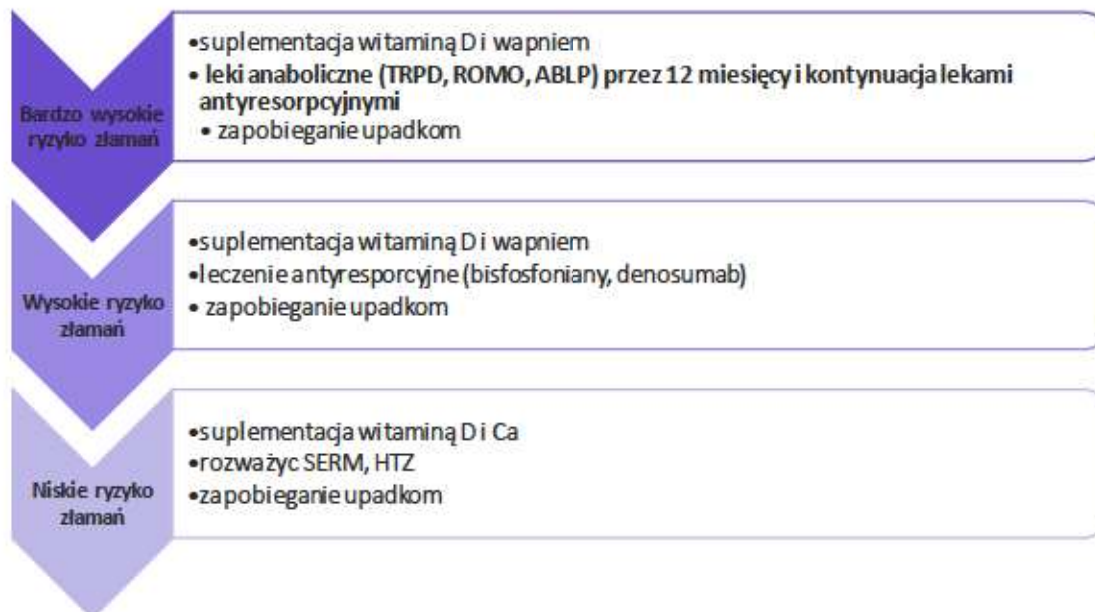 Bardzo wysokie
ryzyko złamań
•suplementacja witaminą D i wapniem
• leki anaboliczne (TRPD, ROMO, ABLP) przez 12 miesięcy i kontynuacja lekami
antyresorpcyjnymi
• zapobieganie upadkom
Wysokie ryzyko
złamań
•suplementacja witaminą D i wapniem
•leczenie antyresporcyjne (bisfosfoniany, denosumab)
• zapobieganie upadkom
Niskie ryzyko
złamań
•suplementacja witaminą D i Ca
•rozważyc SERM, HTZ
•zapobieganie upadkom